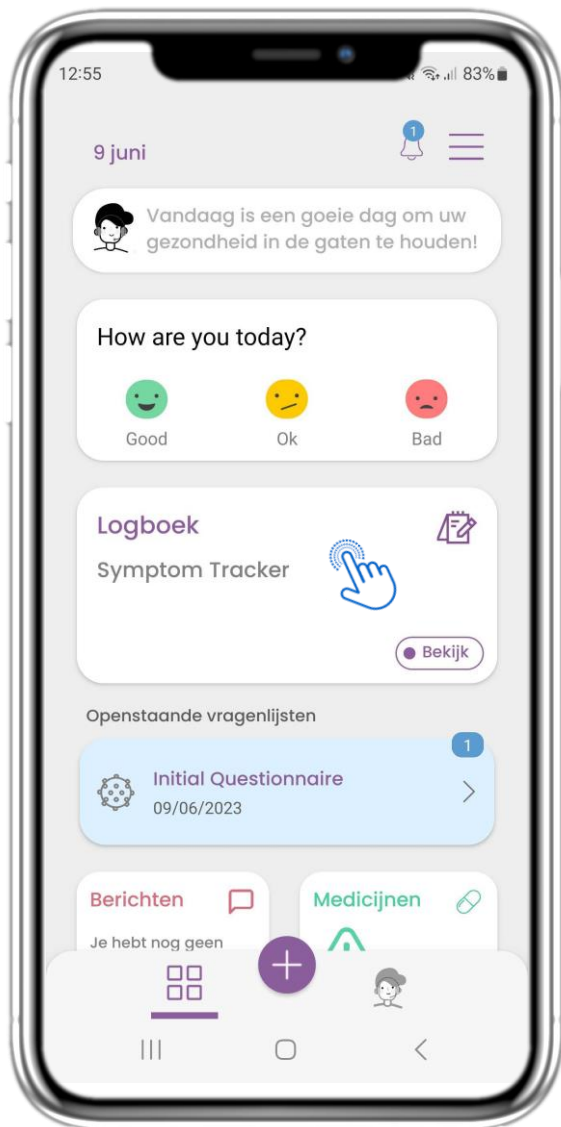 12:55
83%
9 juni
1
Vandaag is een goeie dag om uw
gezondheid in de gaten te houden!
How are you today?
Good
Ok
Bad
Logboek
Symptom Tracker
Bekijk
Openstaande vragenlijsten
1
Initial Questionnaire
09/06/2023
Berichten
Medicijnen
Je hebt nog geen